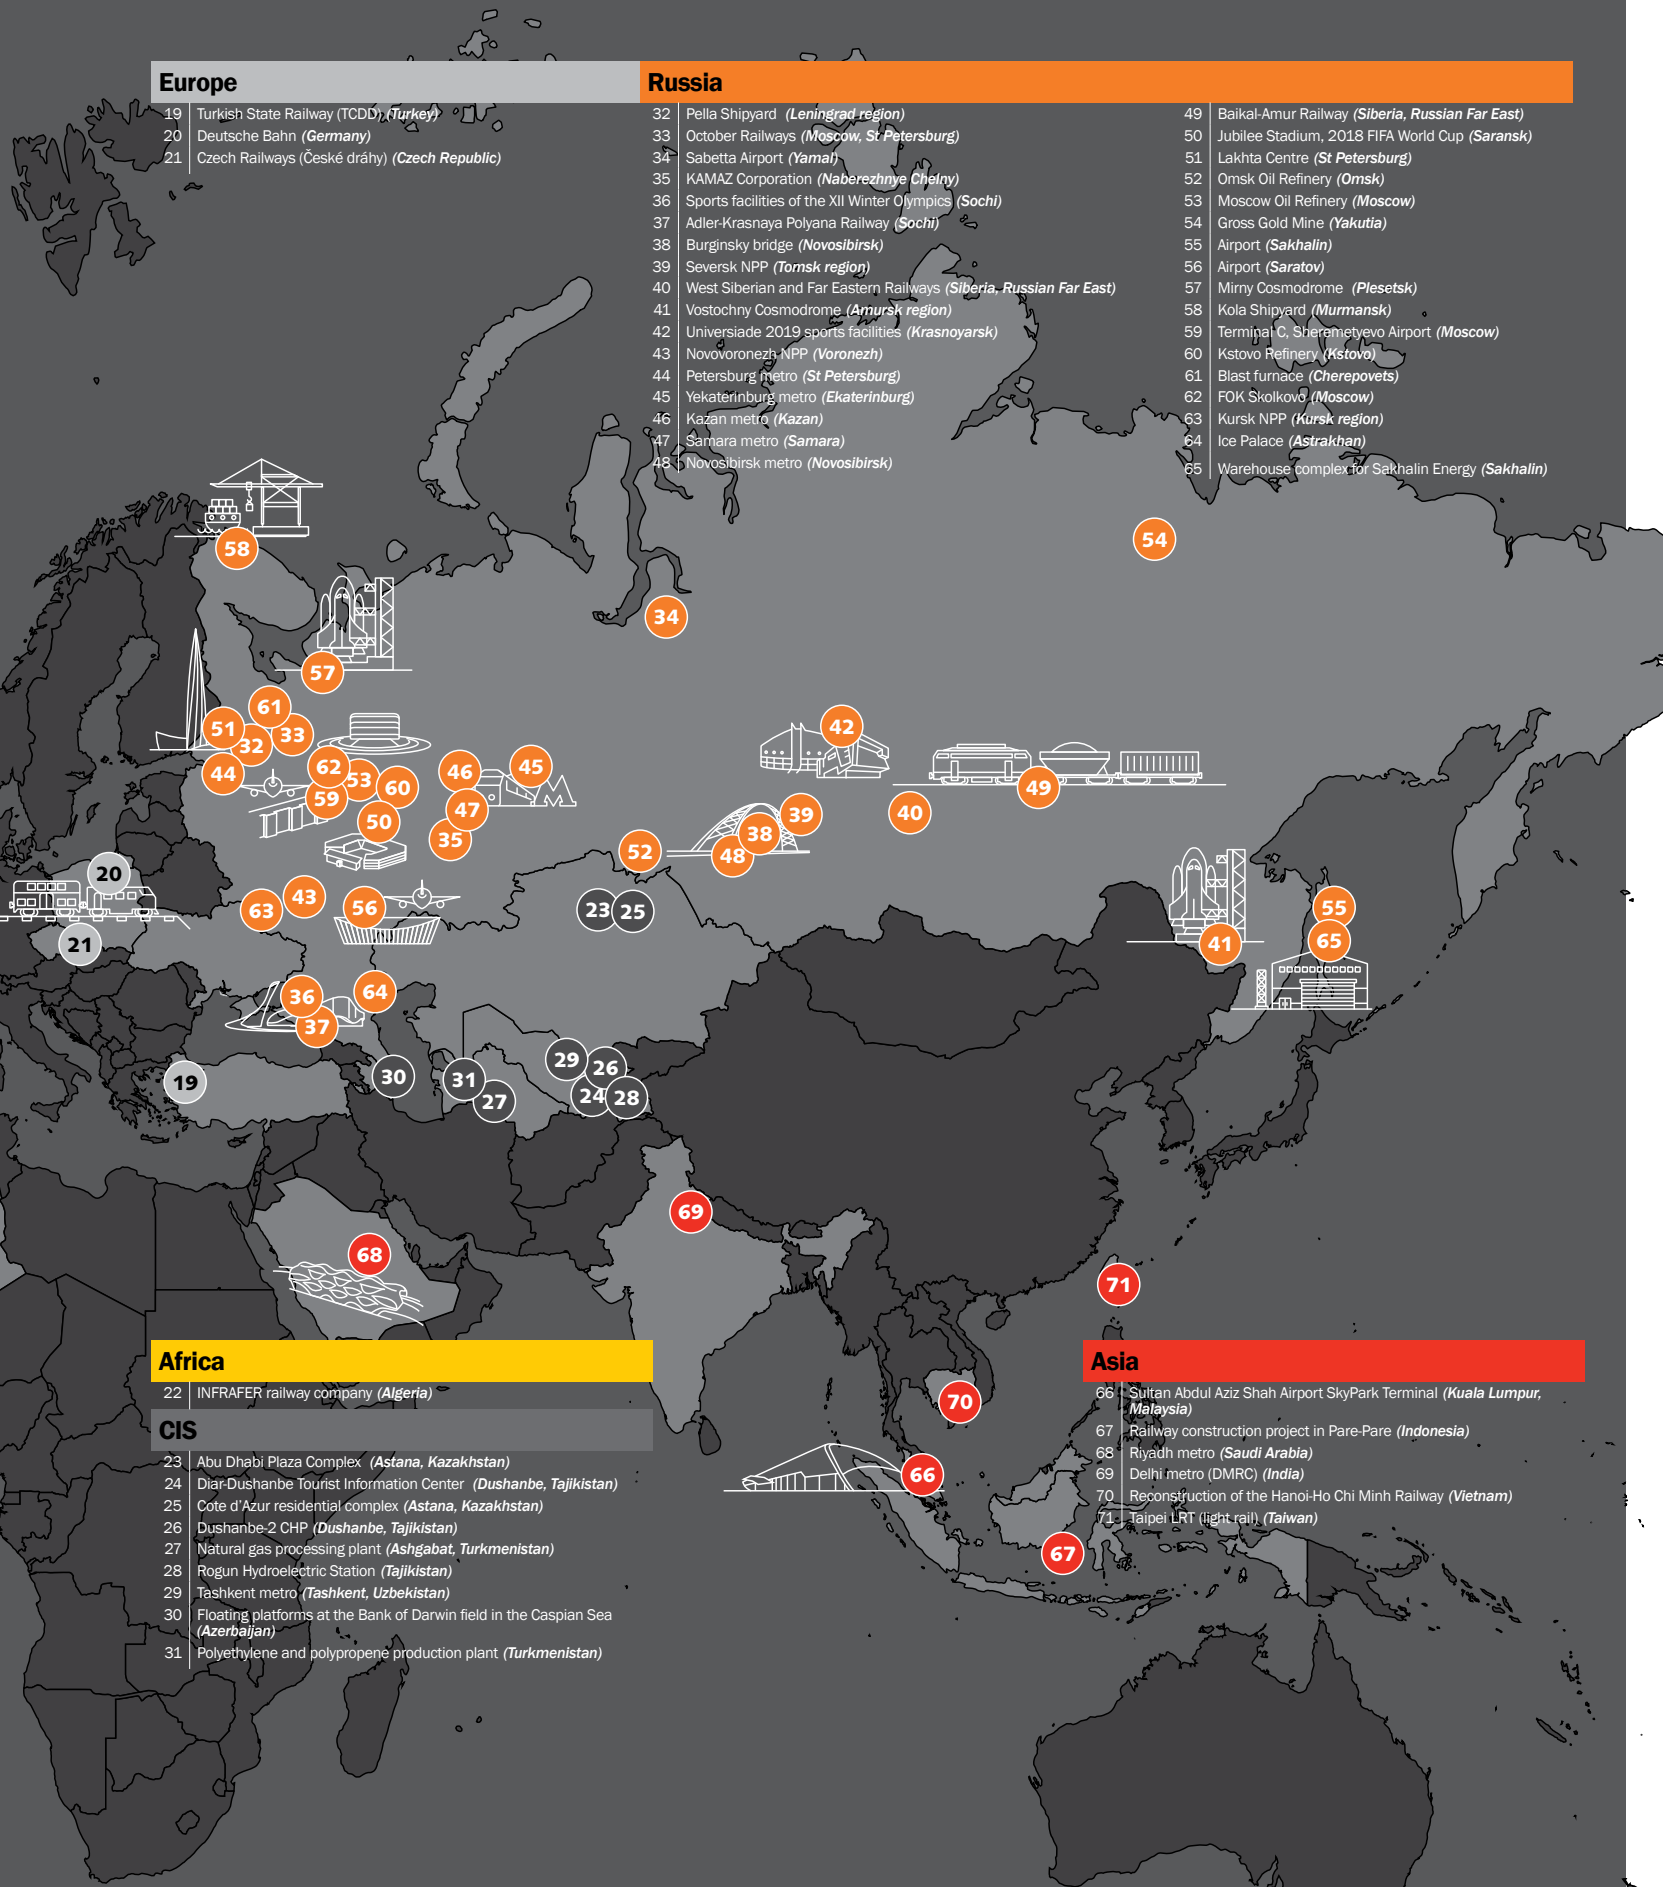 Europe
19 Turkish State Railway (TCDD) (Turkey)
20 Deutsche Bahn (Germany)
21 Czech Railways (České dráhy) (Czech Republic)
Russia
32 Pella Shipyard (Leningrad region)
33 October Railways (Moscow, St Petersburg)
34 Sabetta Airport (Yamal)
35 KAMAZ Corporation (Naberezhnye Chelny)
36 Sports facilities of the XII Winter Olympics (Sochi)
37 Adler-Krasnaya Polyana Railway (Sochi)
38 Burginsky bridge (Novosibirsk)
39 Seversk NPP (Tomsk region)
40 West Siberian and Far Eastern Railways (Siberia, Russian Far East)
41 Vostochny Cosmodrome (Amursk region)
42 Universiade 2019 sports facilities (Krasnoyarsk)
43 Novovoronezh NPP (Voronezh)
44 Petersburg metro (St Petersburg)
45 Yekaterinburg metro (Ekaterinburg)
46 Kazan metro (Kazan)
47 Samara metro (Samara)
48 Novosibirsk metro (Novosibirsk)
49 Baikal-Amur Railway (Siberia, Russian Far East)
50 Jubilee Stadium, 2018 FIFA World Cup (Saransk)
51 Lakhta Centre (St Petersburg)
52 Omsk Oil Refinery (Omsk)
53 Moscow Oil Refinery (Moscow)
54 Gross Gold Mine (Yakutia)
55 Airport (Sakhalin)
56 Airport (Saratov)
57 Mirny Cosmodrome (Plesetsk)
58 Kola Shipyard (Murmansk)
59 Terminal C, Sheremetyevo Airport (Moscow)
60 Kstovo Refinery (Kstovo)
61 Blast furnace (Cherepovets)
62 FOK Skolkovo (Moscow)
63 Kursk NPP (Kursk region)
64 Ice Palace (Astrakhan)
65 Warehouse complex for Sakhalin Energy (Sakhalin)
58
54
34
57
61
51
33
32
42
44
62
53
60
59
46
45
49
47
50
35
39
40
38
48
52
20
63
43
56
23
25
55
21
41
65
36
64
37
19
30
31
27
29
26
24
28
69
68
71
70
66
67
Africa
22 INFRAFER railway company (Algeria)
CIS
23 Abu Dhabi Plaza Complex (Astana, Kazakhstan)
24 Diar-Dushanbe Tourist Information Center (Dushanbe, Tajikistan)
25 Cote d'Azur residential complex (Astana, Kazakhstan)
26 Dushanbe-2 CHP (Dushanbe, Tajikistan)
27 Natural gas processing plant (Ashgabat, Turkmenistan)
28 Rogun Hydroelectric Station (Tajikistan)
29 Tashkent metro (Tashkent, Uzbekistan)
30 Floating platforms at the Bank of Darwin field in the Caspian Sea
(Azerbaijan)
31 Polyethylene and polypropene production plant (Turkmenistan)
Asia
66 Sultan Abdul Aziz Shah Airport SkyPark Terminal (Kuala Lumpur,
Malaysia)
67 Railway construction project in Pare-Pare (Indonesia)
68 Riyadh metro (Saudi Arabia)
69 Delhi metro (DMRC) (India)
70 Reconstruction of the Hanoi-Ho Chi Minh Railway (Vietnam)
71 Taipei LRT (light rail) (Taiwan)